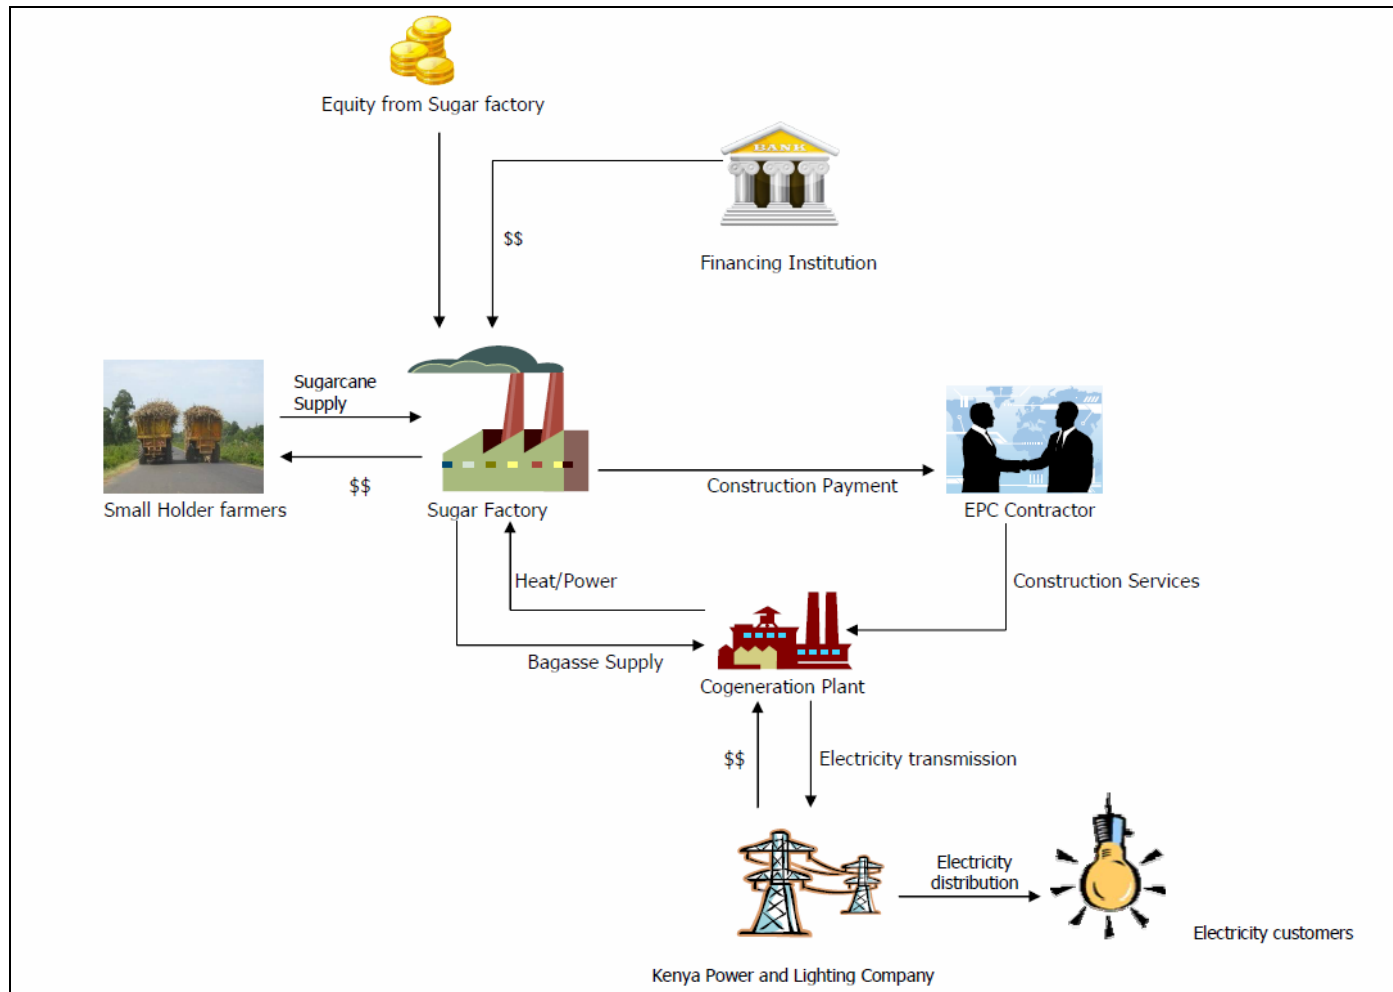 Equity from Sugar factory
BANK
$$
Financing Institution
Sugarcane
Supply
$$
Small Holder farmers
Sugar Factory
Construction Payment
EPC Contractor
Heat/Power
Construction Services
Bagasse Supply
Cogeneration Plant
$$
Electricity transmission
Electricity
distribution
Electricity customers
Kenya Power and Lighting Company